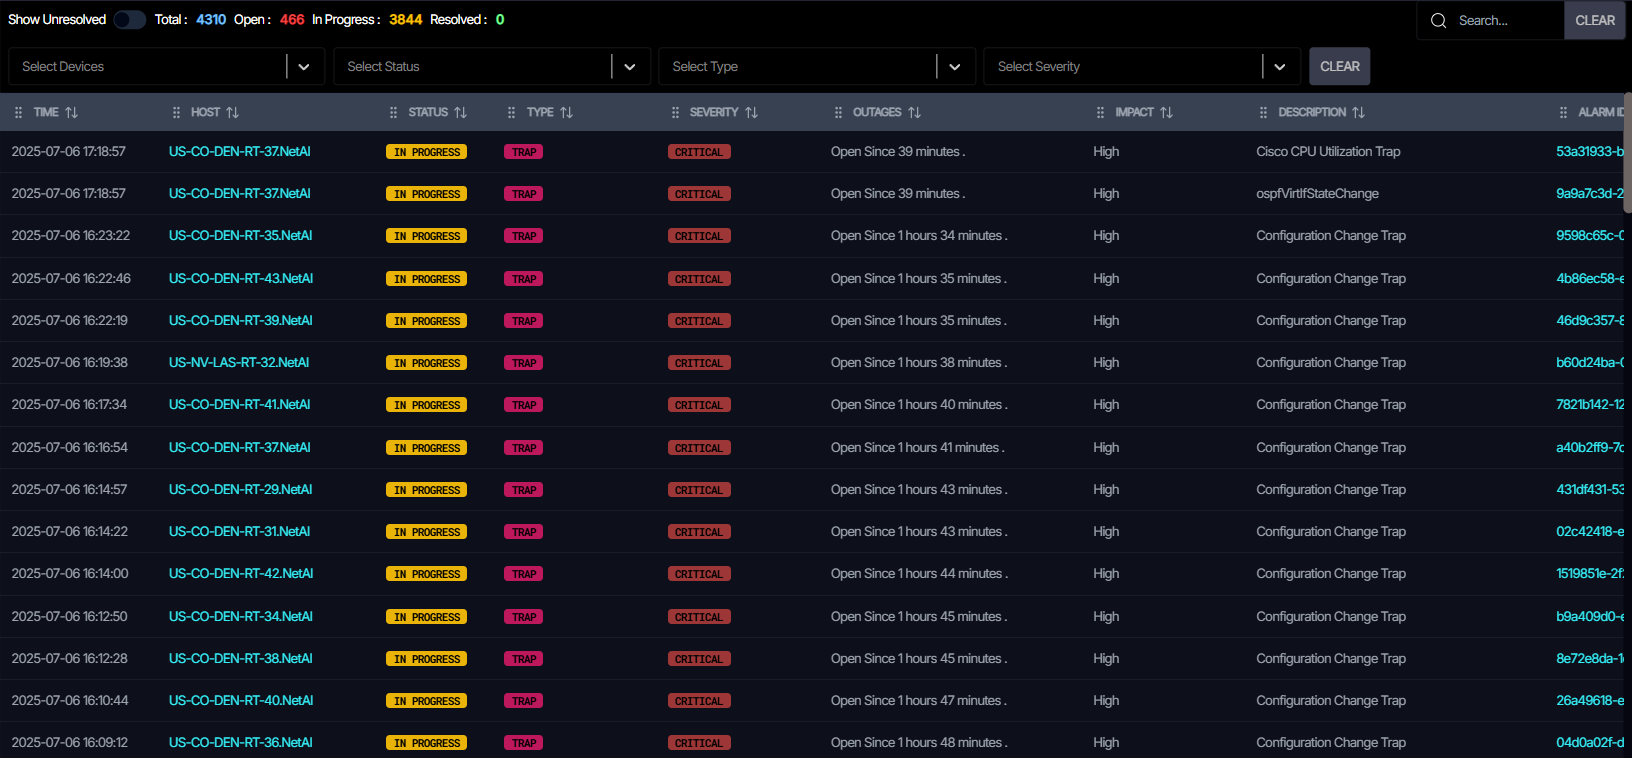 Show Unresolved Total : 4310 Open : 466 In Progress : 3844 Resolved : 0 Search... CLEAR
Select Devices Select Status Select Type Select Severity CLEAR
TIME HOST STATUS TYPE SEVERITY OUTAGES IMPACT DESCRIPTION ALARM ID
2025-07-06 17:18:57 US-CO-DEN-RT-37.NetAI IN PROGRESS TRAP CRITICAL Open Since 39 minutes . High Cisco CPU Utilization Trap 53a31933-b
2025-07-06 17:18:57 US-CO-DEN-RT-37.NetAI IN PROGRESS TRAP CRITICAL Open Since 39 minutes . High ospfVirtIfStateChange 9a9a7c3d-2
2025-07-06 16:23:22 US-CO-DEN-RT-35.NetAI IN PROGRESS TRAP CRITICAL Open Since 1 hours 34 minutes . High Configuration Change Trap 9598c65c-0
2025-07-06 16:22:46 US-CO-DEN-RT-43.NetAI IN PROGRESS TRAP CRITICAL Open Since 1 hours 35 minutes . High Configuration Change Trap 4b86ec58-e
2025-07-06 16:22:19 US-CO-DEN-RT-39.NetAI IN PROGRESS TRAP CRITICAL Open Since 1 hours 35 minutes . High Configuration Change Trap 46d9c357-8
2025-07-06 16:19:38 US-NV-LAS-RT-32.NetAI IN PROGRESS TRAP CRITICAL Open Since 1 hours 38 minutes . High Configuration Change Trap b60d24ba-0
2025-07-06 16:17:34 US-CO-DEN-RT-41.NetAI IN PROGRESS TRAP CRITICAL Open Since 1 hours 40 minutes . High Configuration Change Trap 7821b142-12
2025-07-06 16:16:54 US-CO-DEN-RT-37.NetAI IN PROGRESS TRAP CRITICAL Open Since 1 hours 41 minutes . High Configuration Change Trap a40b2ff9-7c
2025-07-06 16:14:57 US-CO-DEN-RT-29.NetAI IN PROGRESS TRAP CRITICAL Open Since 1 hours 43 minutes . High Configuration Change Trap 431df431-53
2025-07-06 16:14:22 US-CO-DEN-RT-31.NetAI IN PROGRESS TRAP CRITICAL Open Since 1 hours 43 minutes . High Configuration Change Trap 02c42418-e
2025-07-06 16:14:00 US-CO-DEN-RT-42.NetAI IN PROGRESS TRAP CRITICAL Open Since 1 hours 44 minutes . High Configuration Change Trap 1519851e-2f
2025-07-06 16:12:50 US-CO-DEN-RT-34.NetAI IN PROGRESS TRAP CRITICAL Open Since 1 hours 45 minutes . High Configuration Change Trap b9a409d0-e
2025-07-06 16:12:28 US-CO-DEN-RT-38.NetAI IN PROGRESS TRAP CRITICAL Open Since 1 hours 45 minutes . High Configuration Change Trap 8e72e8da-1
2025-07-06 16:10:44 US-CO-DEN-RT-40.NetAI IN PROGRESS TRAP CRITICAL Open Since 1 hours 47 minutes . High Configuration Change Trap 26a49618-e
2025-07-06 16:09:12 US-CO-DEN-RT-36.NetAI IN PROGRESS TRAP CRITICAL Open Since 1 hours 48 minutes . High Configuration Change Trap 04d0a02f-d